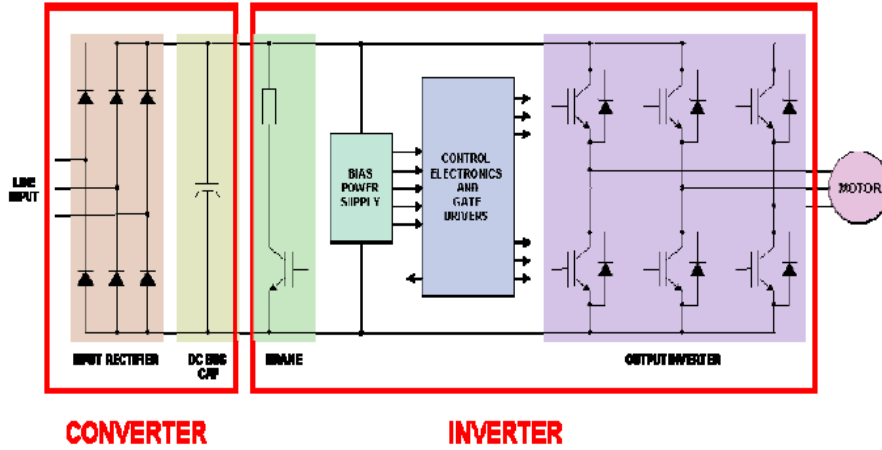 LINE
INPUT
BIAS
POWER
SUPPLY
CONTROL
ELECTRONICS
AND
GATE
DRIVERS
MOTOR
INPUT RECTIFIER
DC BUS
CAP
OUTPUT INVERTER
CONVERTER
INVERTER